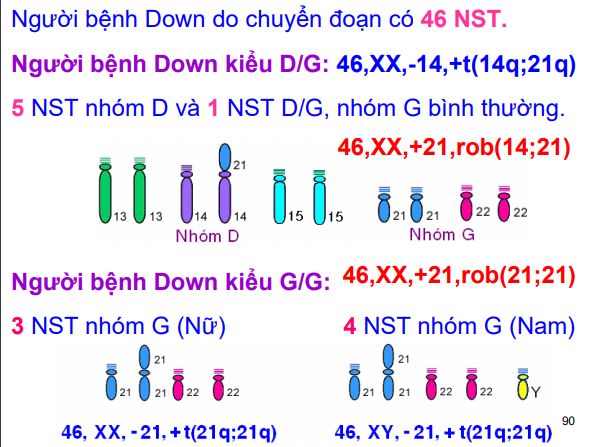 Người bệnh Down do chuyển đoạn có 46 NST.
Người bệnh Down kiểu D/G: 46,XX,-14,+t(14q;21q)
5 NST nhóm D và 1 NST D/G, nhóm G bình thường.
46,XX,+21,rob(14;21)
21
13 13 14 14 15 15 21 21 22 22
Nhóm D Nhóm G
Người bệnh Down kiểu G/G: 46,XX,+21,rob(21;21)
3 NST nhóm G (Nữ) 4 NST nhóm G (Nam)
21 21
21 21 22 22 21 21 22 22 Y
46, XX, -21, +t(21q;21q) 46, XY, -21, +t(21q;21q)
90